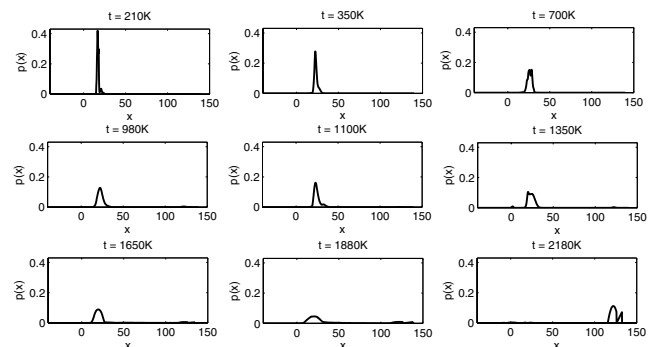 t = 210K
t = 350K
t = 700K
0.4
0.2
0
p(x)
0
50
100
150
x
0.4
0.2
0
p(x)
0
50
100
150
x
0.4
0.2
0
p(x)
0
50
100
150
x
t = 980K
t = 1100K
t = 1350K
0.4
0.2
0
p(x)
0
50
100
150
x
0.4
0.2
0
p(x)
0
50
100
150
x
0.4
0.2
0
p(x)
0
50
100
150
x
t = 1650K
t = 1880K
t = 2180K
0.4
0.2
0
p(x)
0
50
100
150
x
0.4
0.2
0
p(x)
0
50
100
150
x
0.4
0.2
0
p(x)
0
50
100
150
x